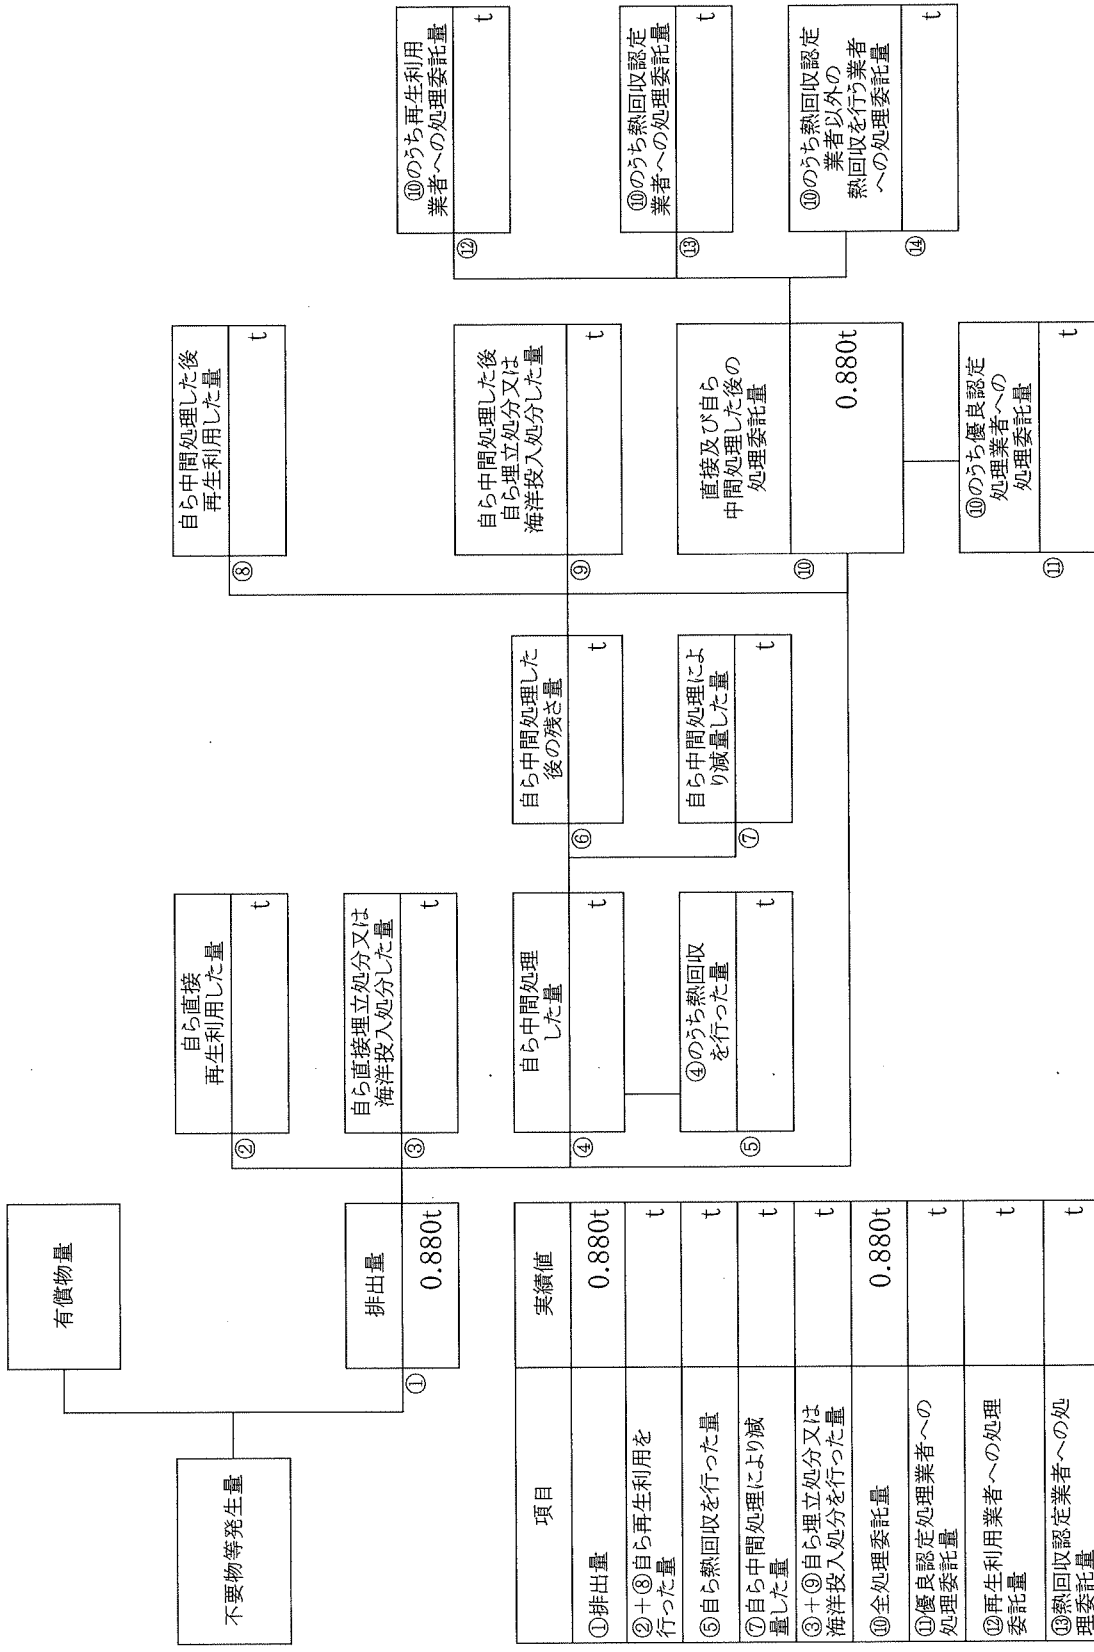 不要物等発生量
有償物量
①
排出量
0.880t
②
自ら直接
再生利用した量
t
③
自ら直接埋立処分又は
海洋投入処分した量
t
④
自ら中間処理
した量
t
⑤
④のうち熱回収
を行った量
t
⑥
自ら中間処理した
後の残さ量
t
⑦
自ら中間処理によ
り減量した量
t
⑧
自ら中間処理した後
再生利用した量
t
⑨
自ら中間処理した後
自ら埋立処分又は
海洋投入処分した量
t
⑩
直接及び自ら
中間処理した後の
処理委託量
0.880t
⑪
⑩のうち優良認定
処理業者への
処理委託量
t
⑫
⑩のうち再生利用
業者への処理委託量
t
⑬
⑩のうち熱回収認定
業者への処理委託量
t
⑭
⑩のうち熱回収認定
業者以外の
熱回収を行う業者
への処理委託量
t
項目 実績値
①排出量 0.880t
②+⑧自ら再生利用を
行った量 t
⑤自ら熱回収を行った量 t
⑦自ら中間処理により減
量した量 t
③+⑨自ら埋立処分又は
海洋投入処分を行った量 t
⑩全処理委託量 0.880t
⑪優良認定処理業者への
処理委託量 t
⑫再生利用業者への処理
委託量 t
⑬熱回収認定業者への処
理委託量 t